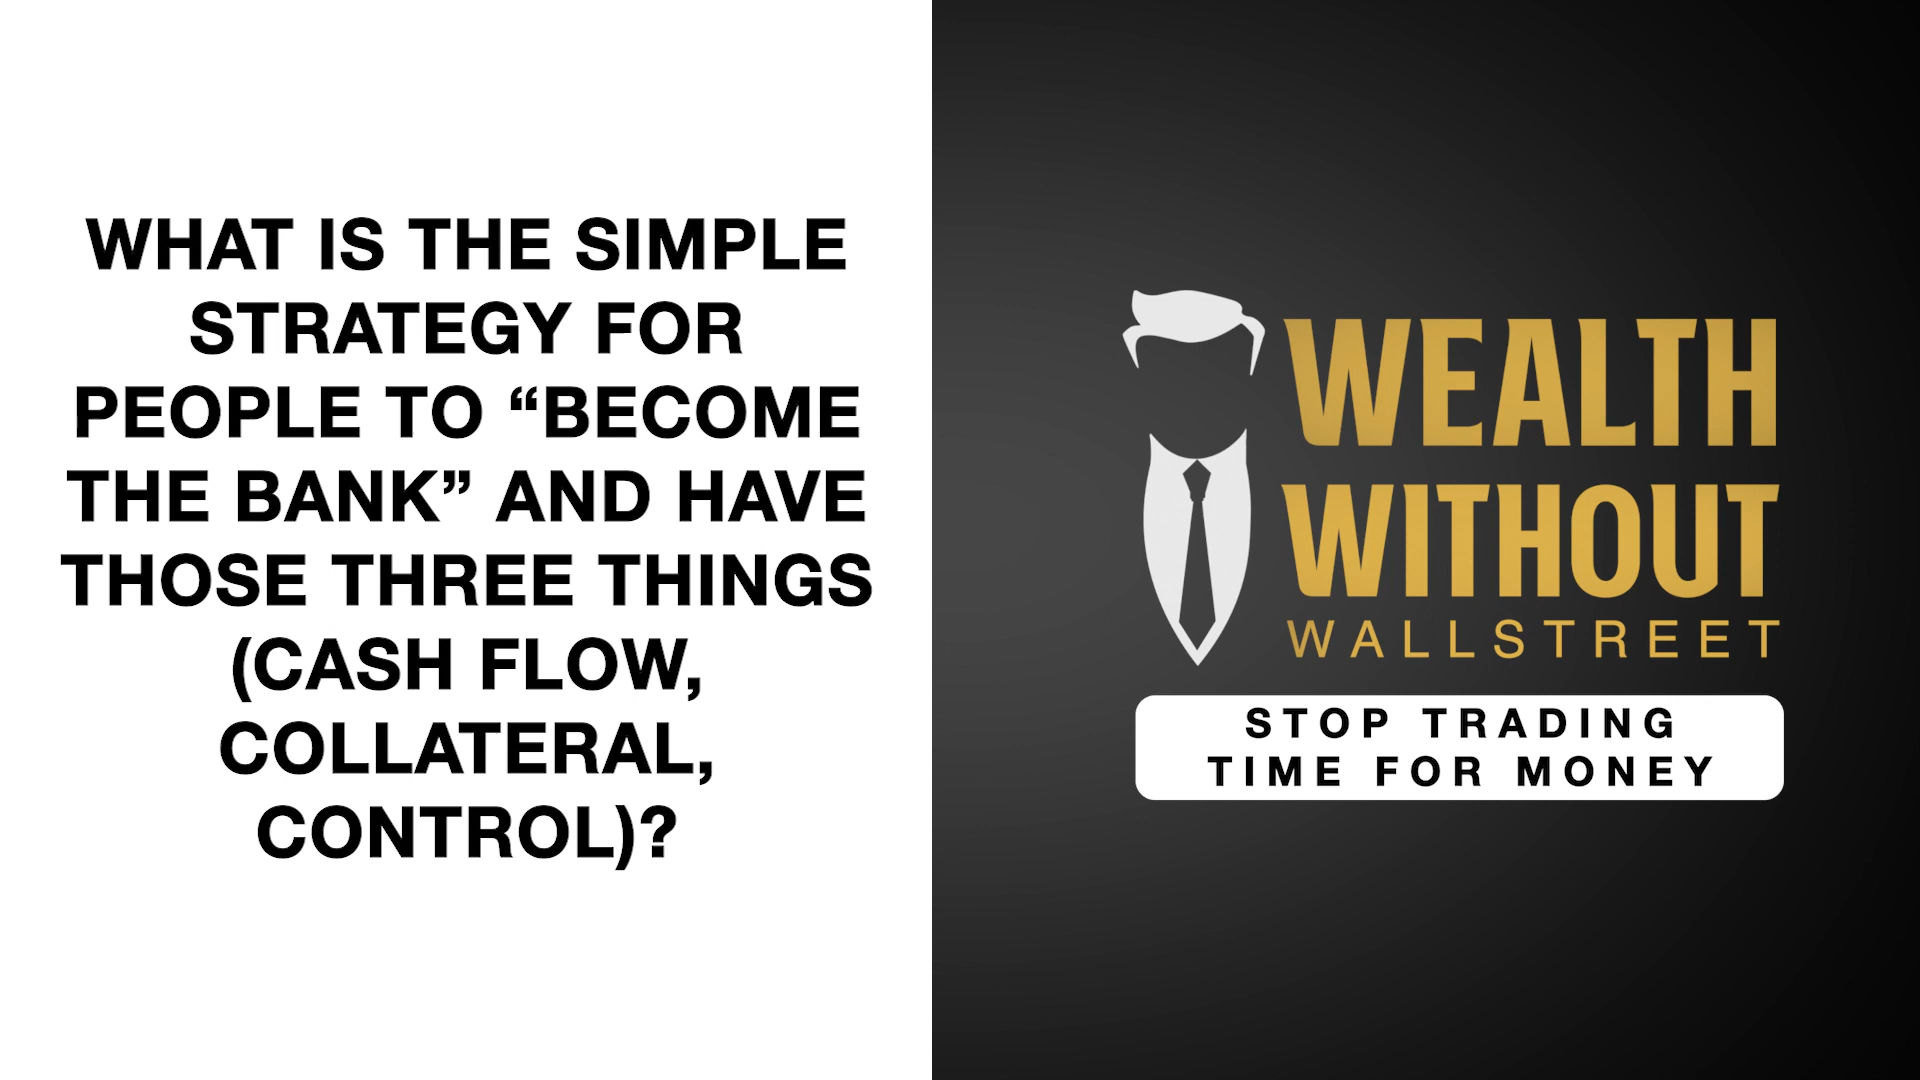 WHAT IS THE SIMPLE
STRATEGY FOR
PEOPLE TO “BECOME
THE BANK” AND HAVE
THOSE THREE THINGS
(CASH FLOW,
COLLATERAL,
CONTROL)?
WEALTH
WITHOUT
WALLSTREET
STOP TRADING
TIME FOR MONEY